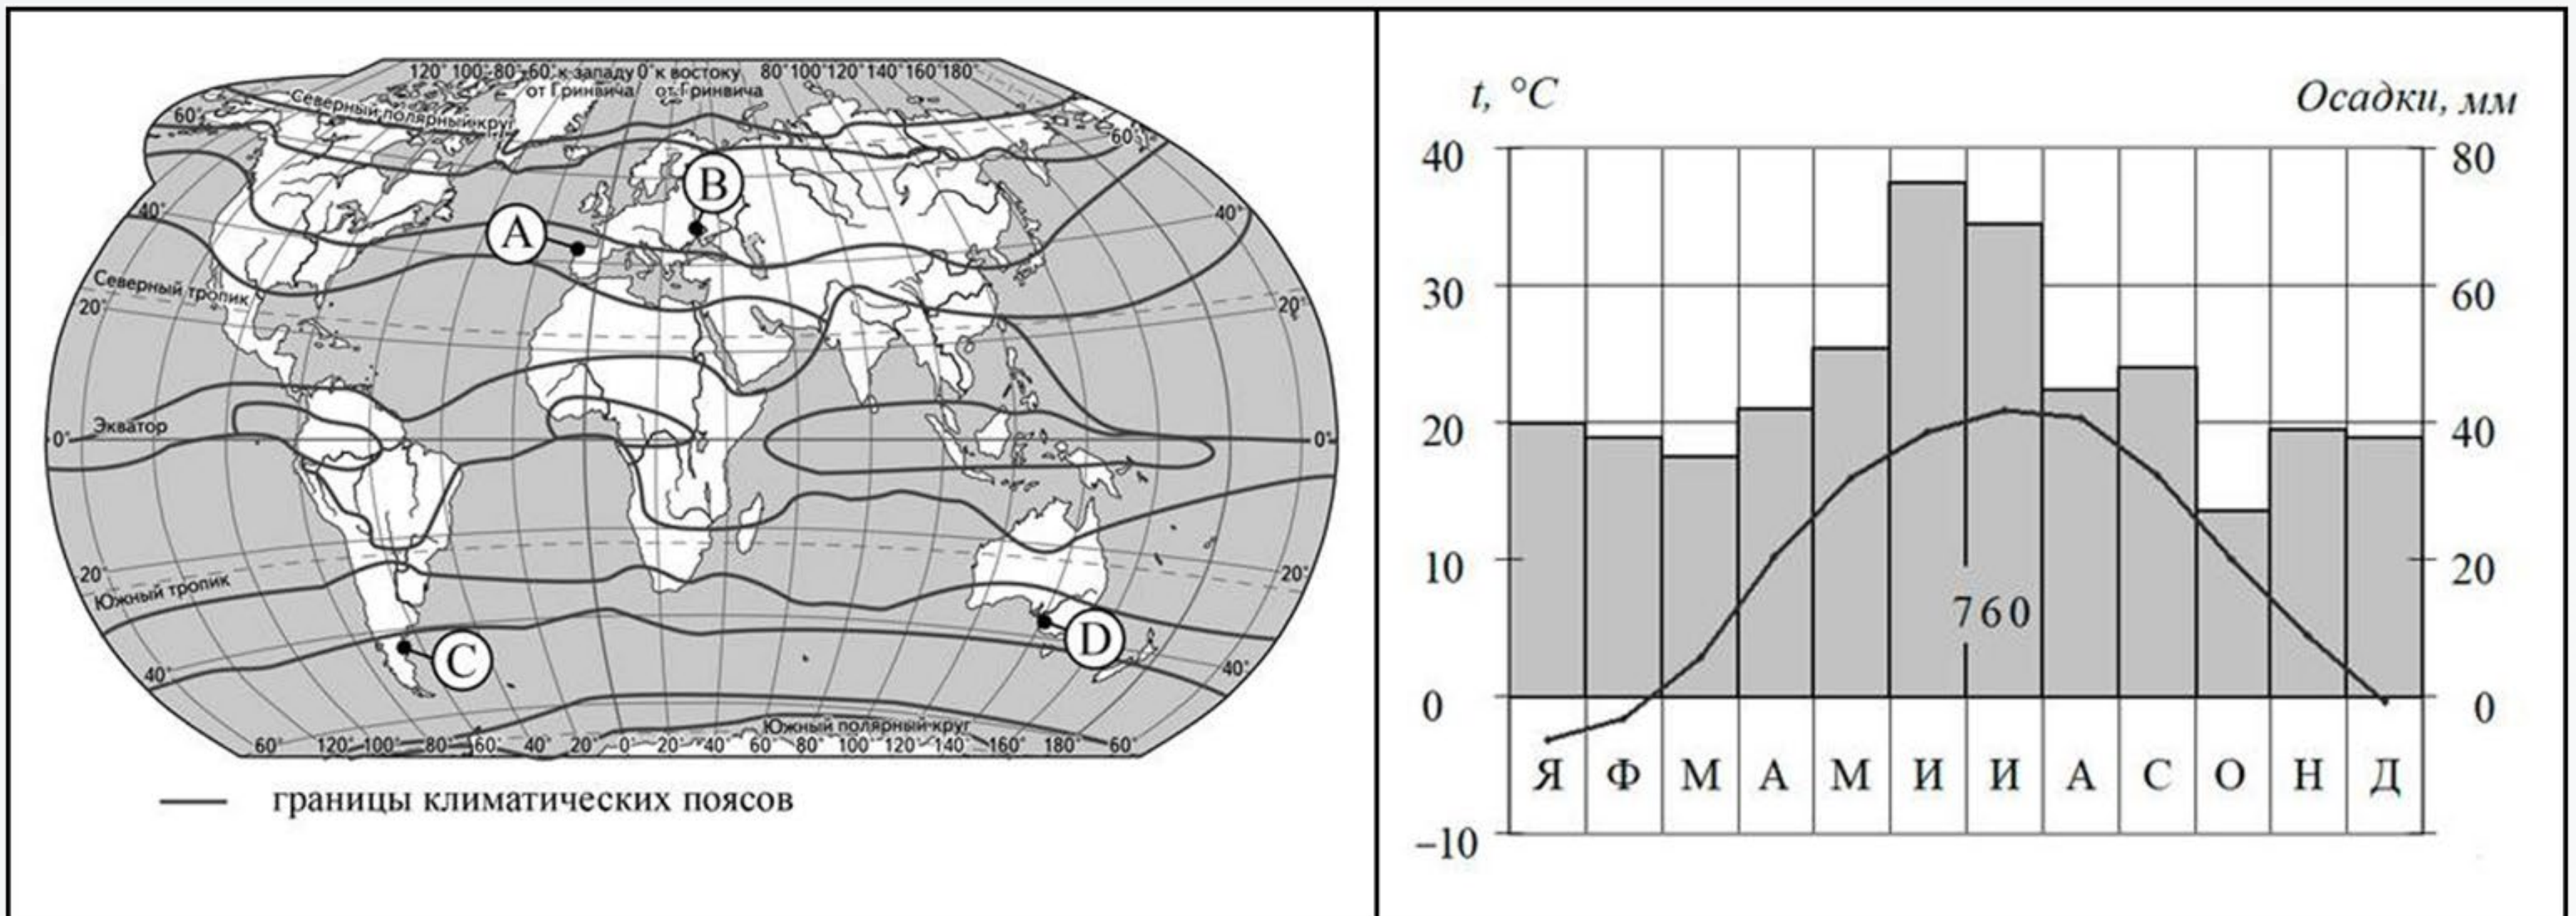 120° 100° 80° 60° к западу 0° к востоку 80° 100° 120° 140° 160° 180°
от Гринвича от Гринвича
Северный полярный круг
60° 60°
B
A
40° 40°
Северный тропик
20° 20°
Экватор
0° 0°
20° 20°
Южный тропик
D
C
40° 40°
Южный полярный круг
60° 120° 100° 80° 60° 40° 20° 0° 20° 40° 60° 80° 100° 120° 140° 160° 180° 60°
границы климатических поясов
t, °C Осадки, мм
40 80
30 60
20 40
10 20
760
0 0
Я Ф М А М И И А С О Н Д
–10